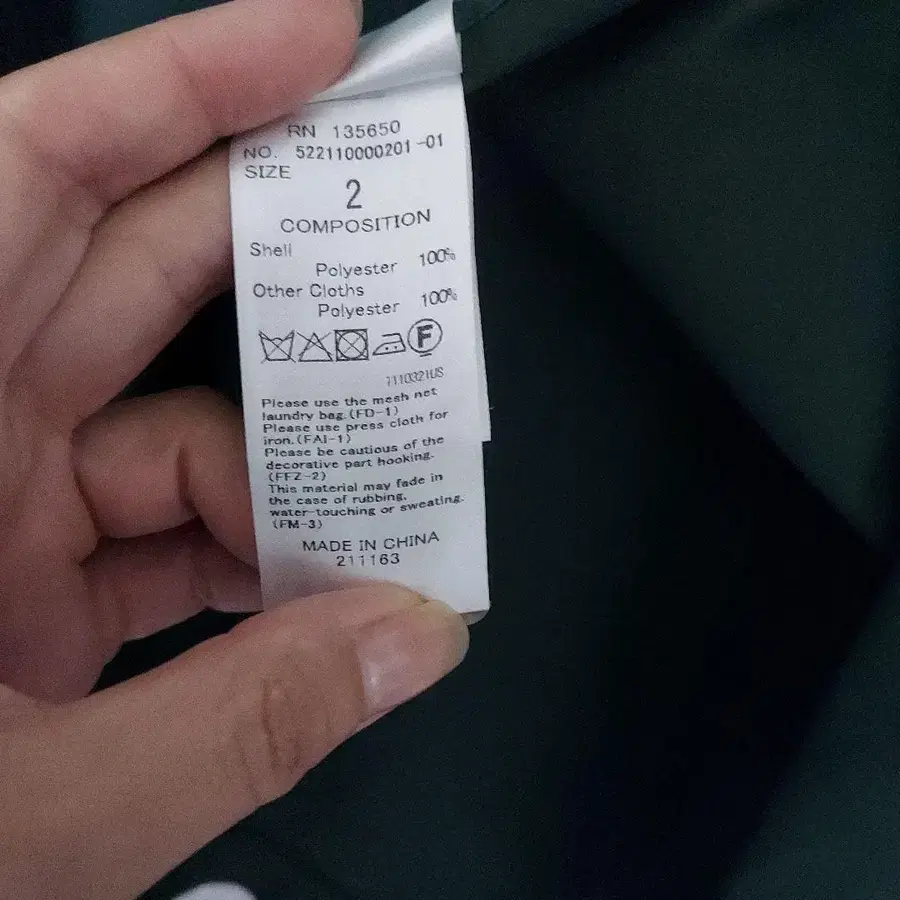 RN 135650
NO. 522110000201-01
SIZE
2
COMPOSITION
Shell
Polyester 100%
Other Cloths
Polyester 100%
F
1110321US
Please use the mesh net
laundry bag.(FD-1)
Please use press cloth for
iron.(FAI-1)
Please be cautious of the
decorative part hooking.
(FFZ-2)
This material may fade in
the case of rubbing,
water-touching or sweating.
(FM-3)
MADE IN CHINA
211163